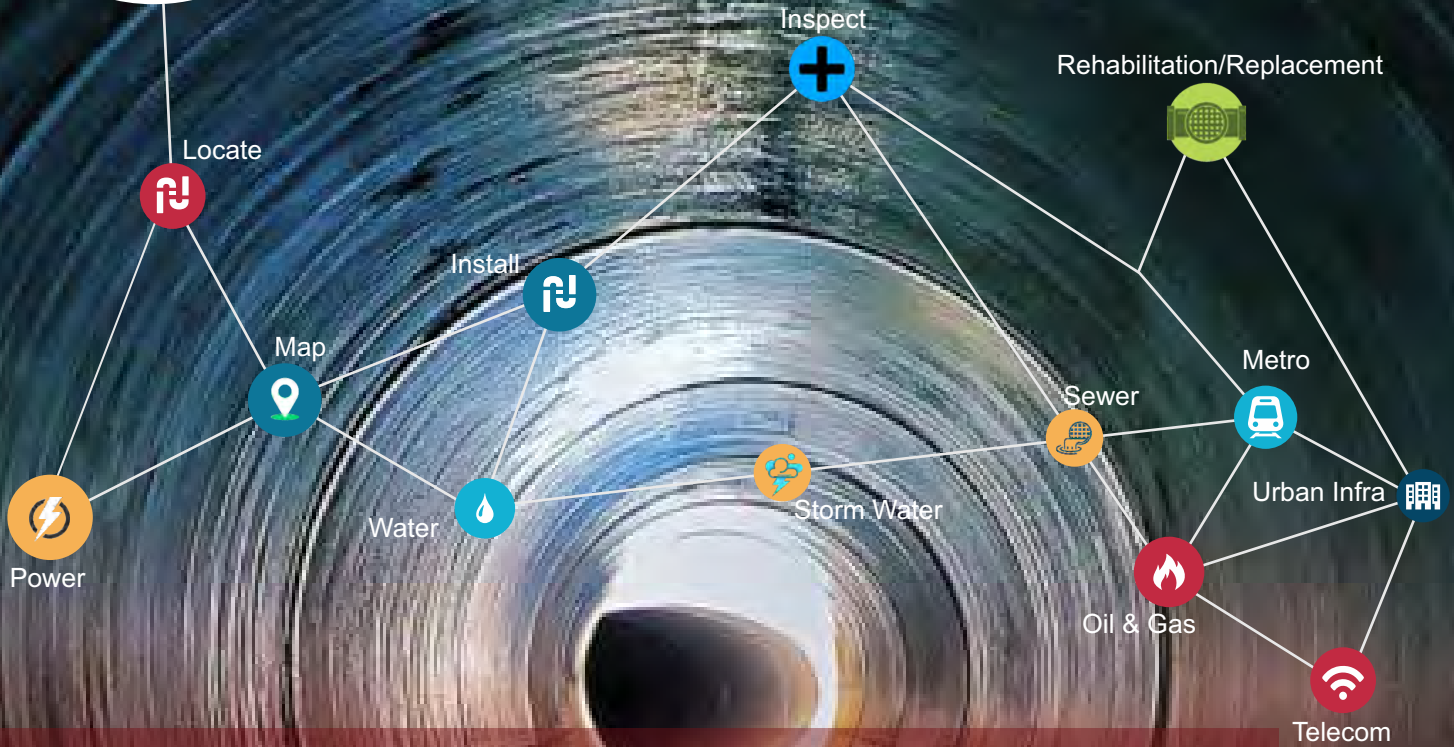 Inspect
Rehabilitation/Replacement
Locate
Install
Map
Metro
Sewer
Urban Infra
Storm Water
Water
Power
Oil & Gas
Telecom